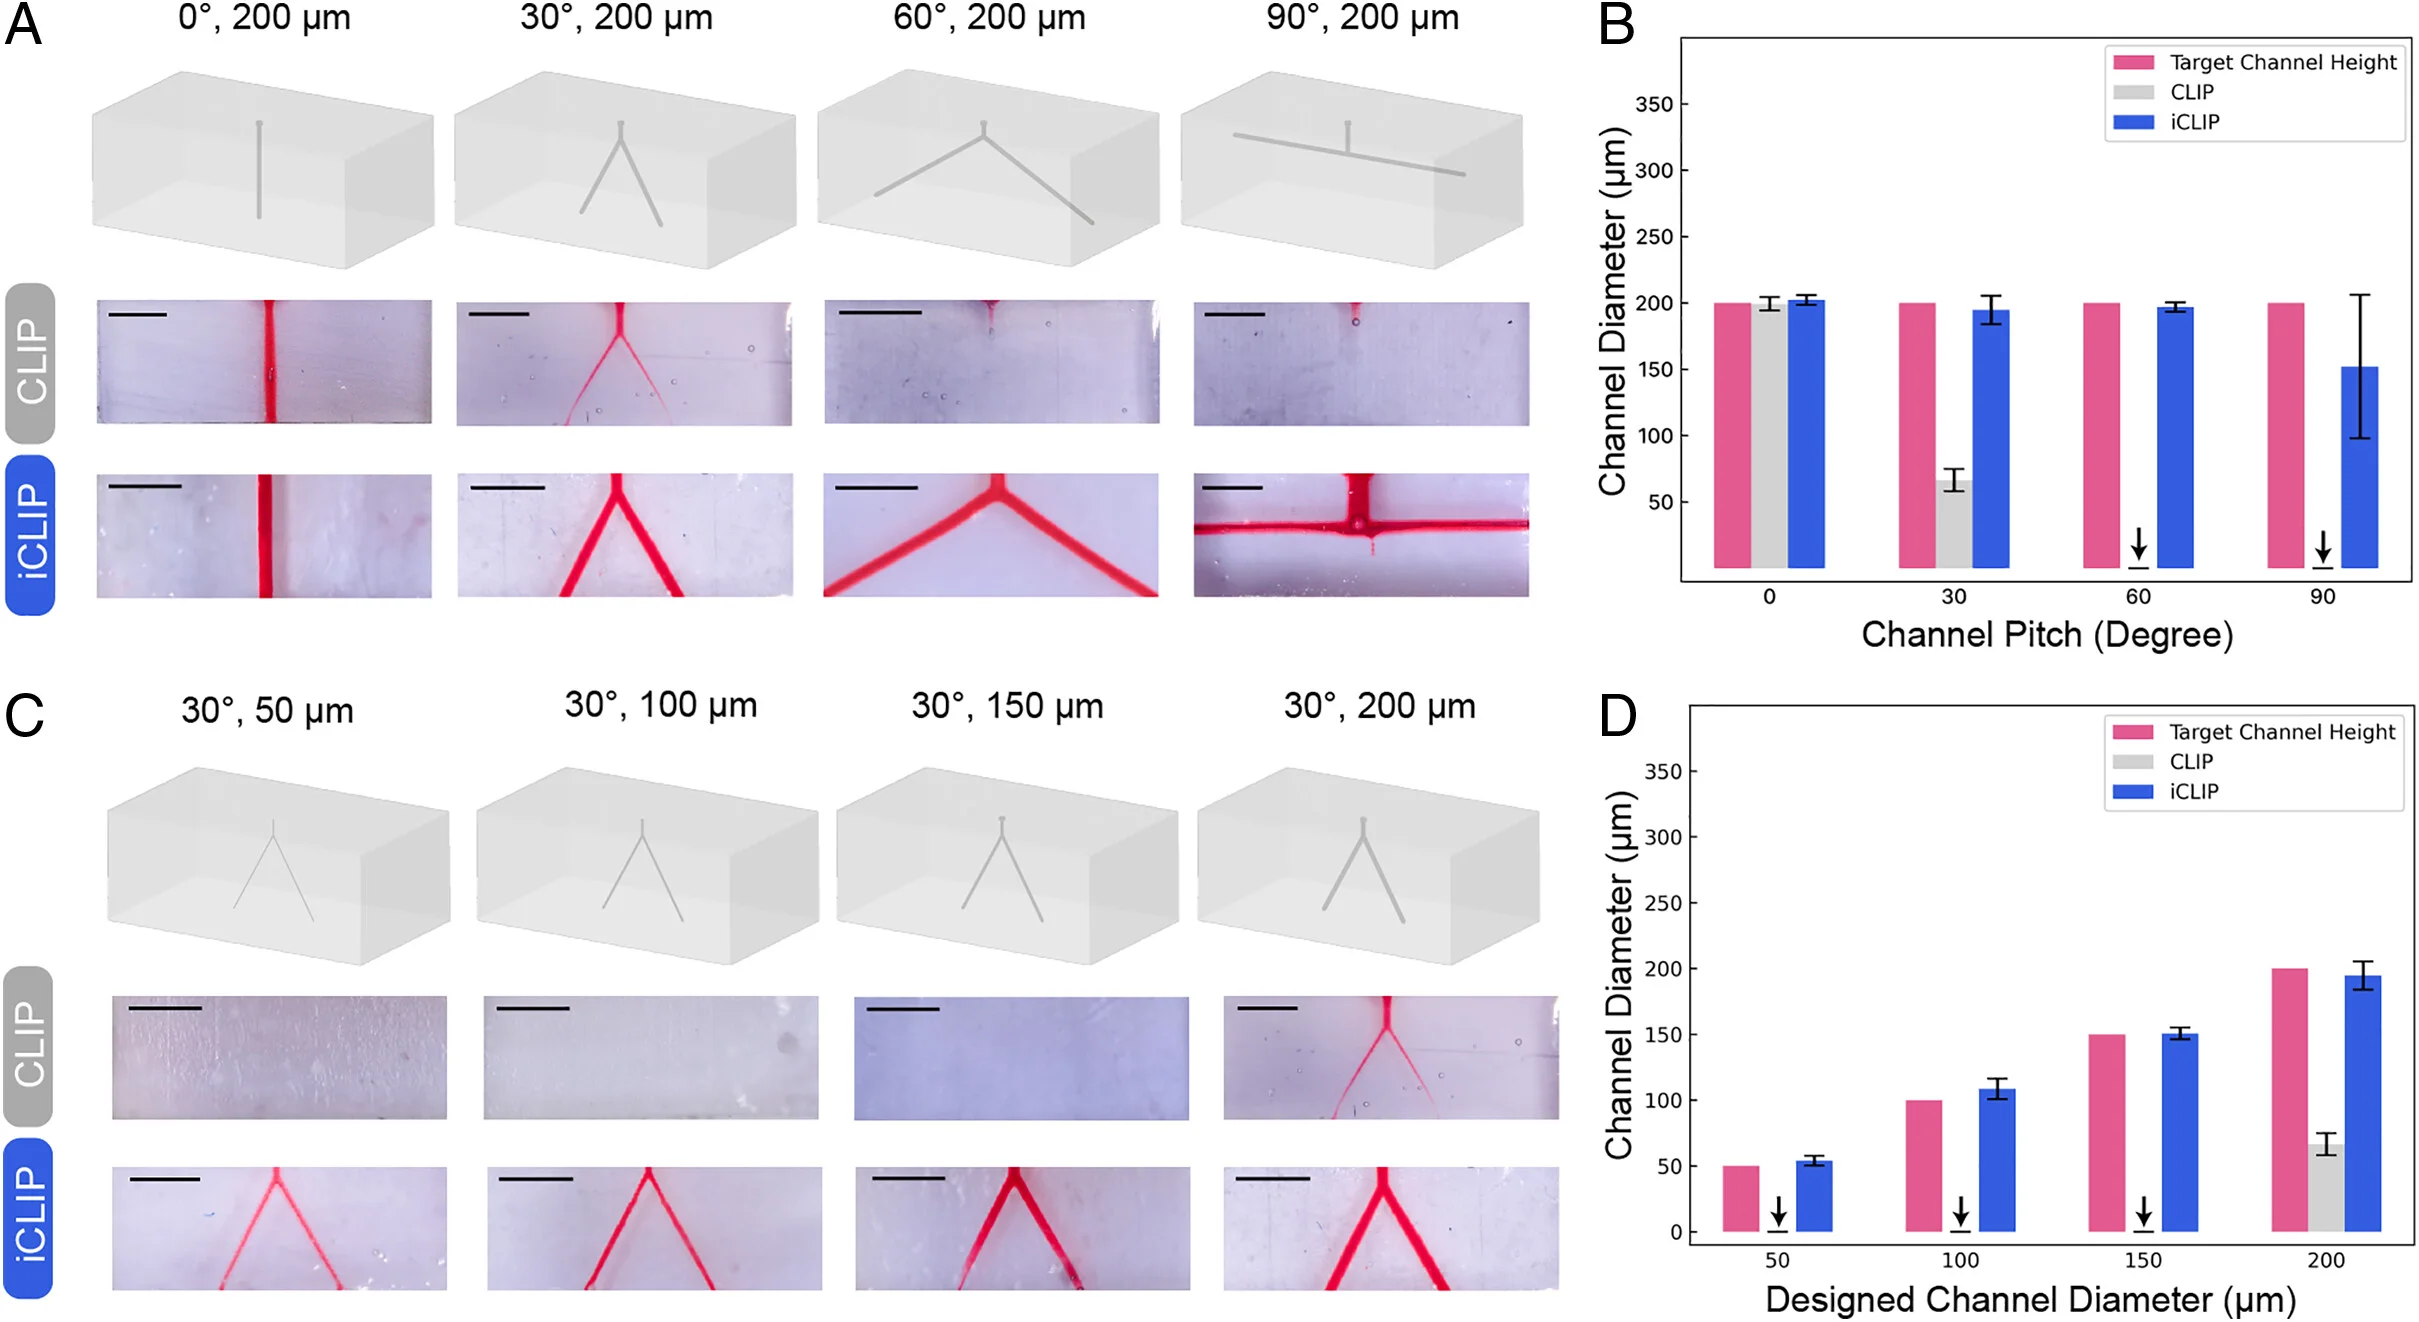 A
0°, 200 μm
30°, 200 μm
60°, 200 μm
90°, 200 μm
CLIP
iCLIP
B
Target Channel Height
CLIP
iCLIP
Channel Diameter (μm)
350
300
250
200
150
100
50
0
30
60
90
Channel Pitch (Degree)
C
30°, 50 μm
30°, 100 μm
30°, 150 μm
30°, 200 μm
CLIP
iCLIP
D
Target Channel Height
CLIP
iCLIP
Channel Diameter (μm)
350
300
250
200
150
100
50
0
50
100
150
200
Designed Channel Diameter (μm)